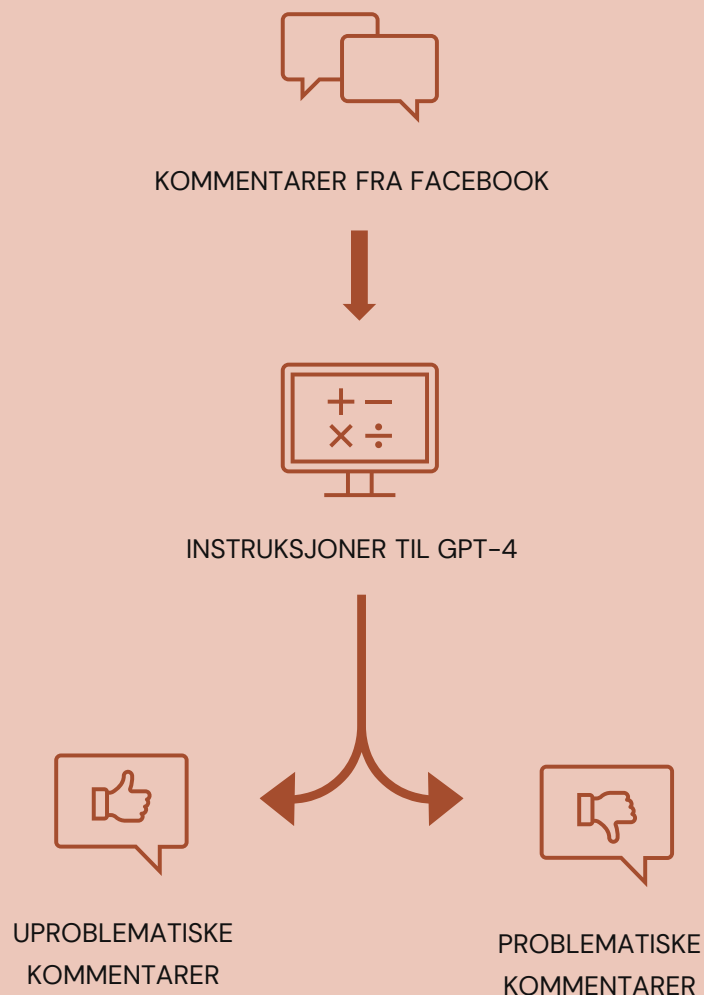 KOMMENTARER FRA FACEBOOK
INSTRUKSJONER TIL GPT-4
UPROBLEMATISKE
KOMMENTARER
PROBLEMATISKE
KOMMENTARER